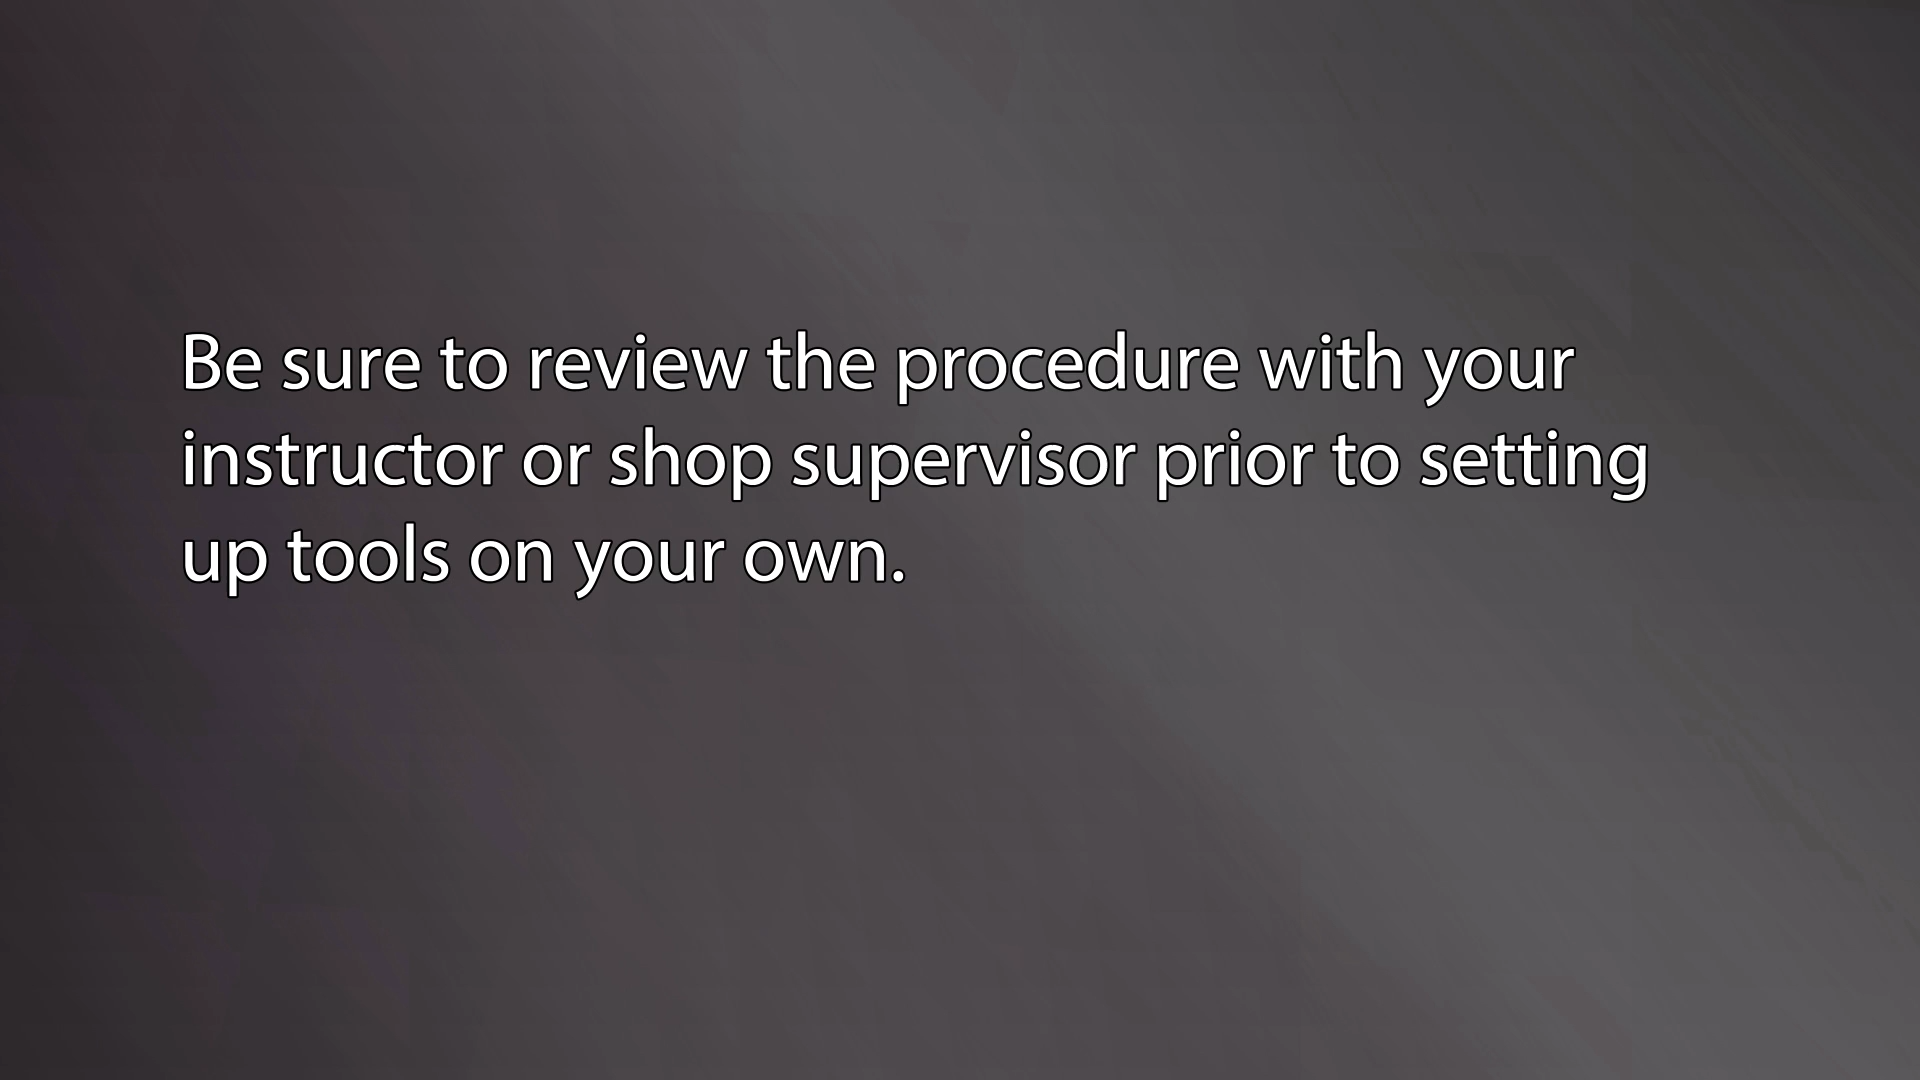 Be sure to review the procedure with your
instructor or shop supervisor prior to setting
up tools on your own.